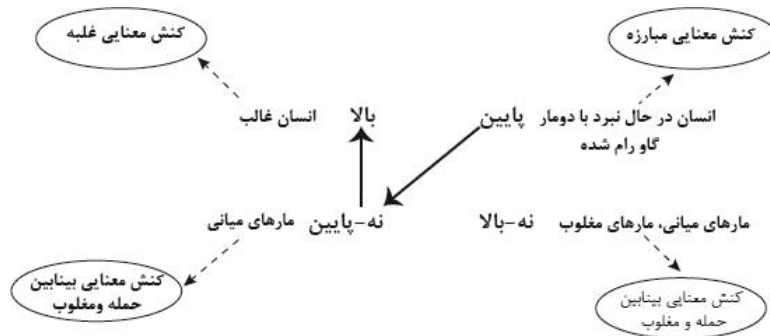 کنش معنایی مبارزه
کنش معنایی غلبه
انسان در حال نبرد با دومار
گاو رام شده
پایین
بالا
انسان غالب
مارهای میانی، مارهای مغلوب
نه-بالا
نه-پایین
مارهای میانی
کنش معنایی بینابین
حمله و مغلوب
کنش معنایی بینابین
حمله ومغلوب